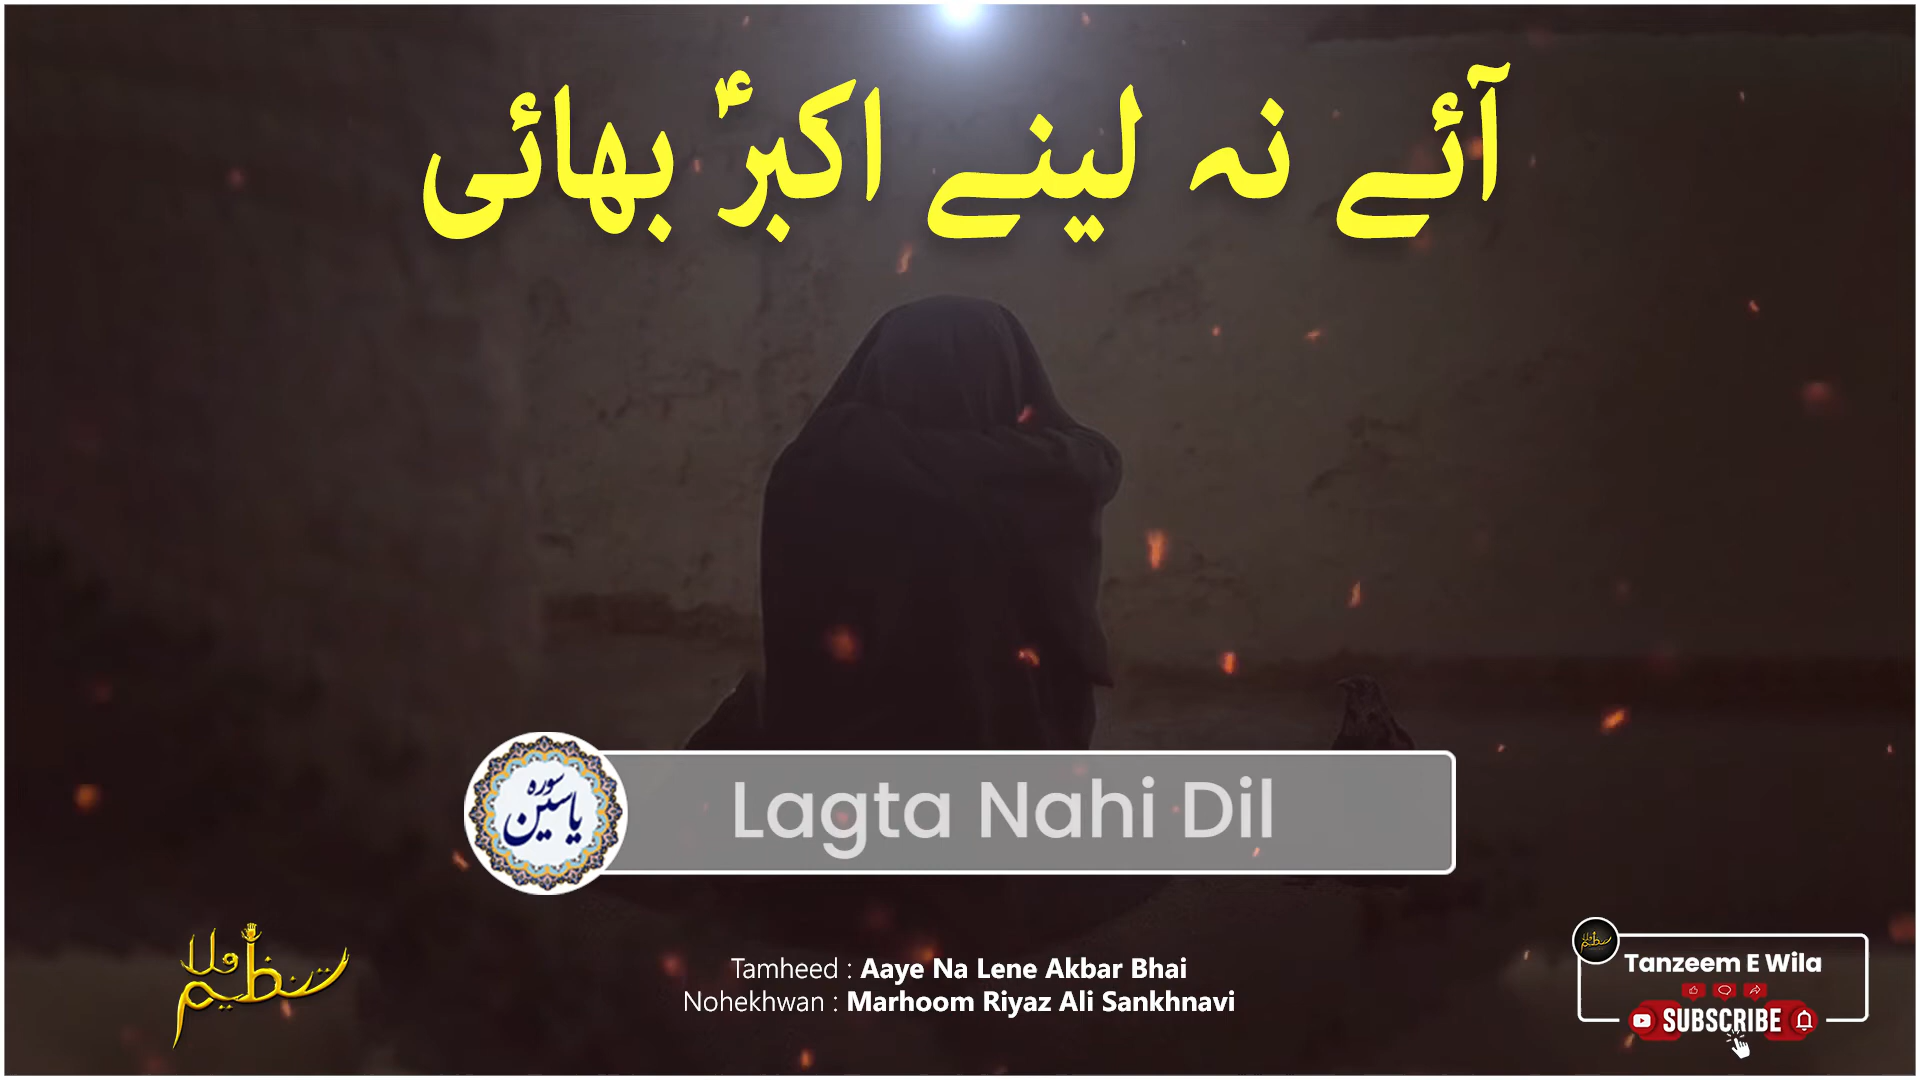 آئے نہ لینے اکبرؑ بھائی
سورہ
یاسین
Lagta Nahi Dil
تنظیم ولا
Tamheed : Aaye Na Lene Akbar Bhai
Nohekhwan : Marhoom Riyaz Ali Sankhnavi
Tanzeem E Wila
SUBSCRIBE